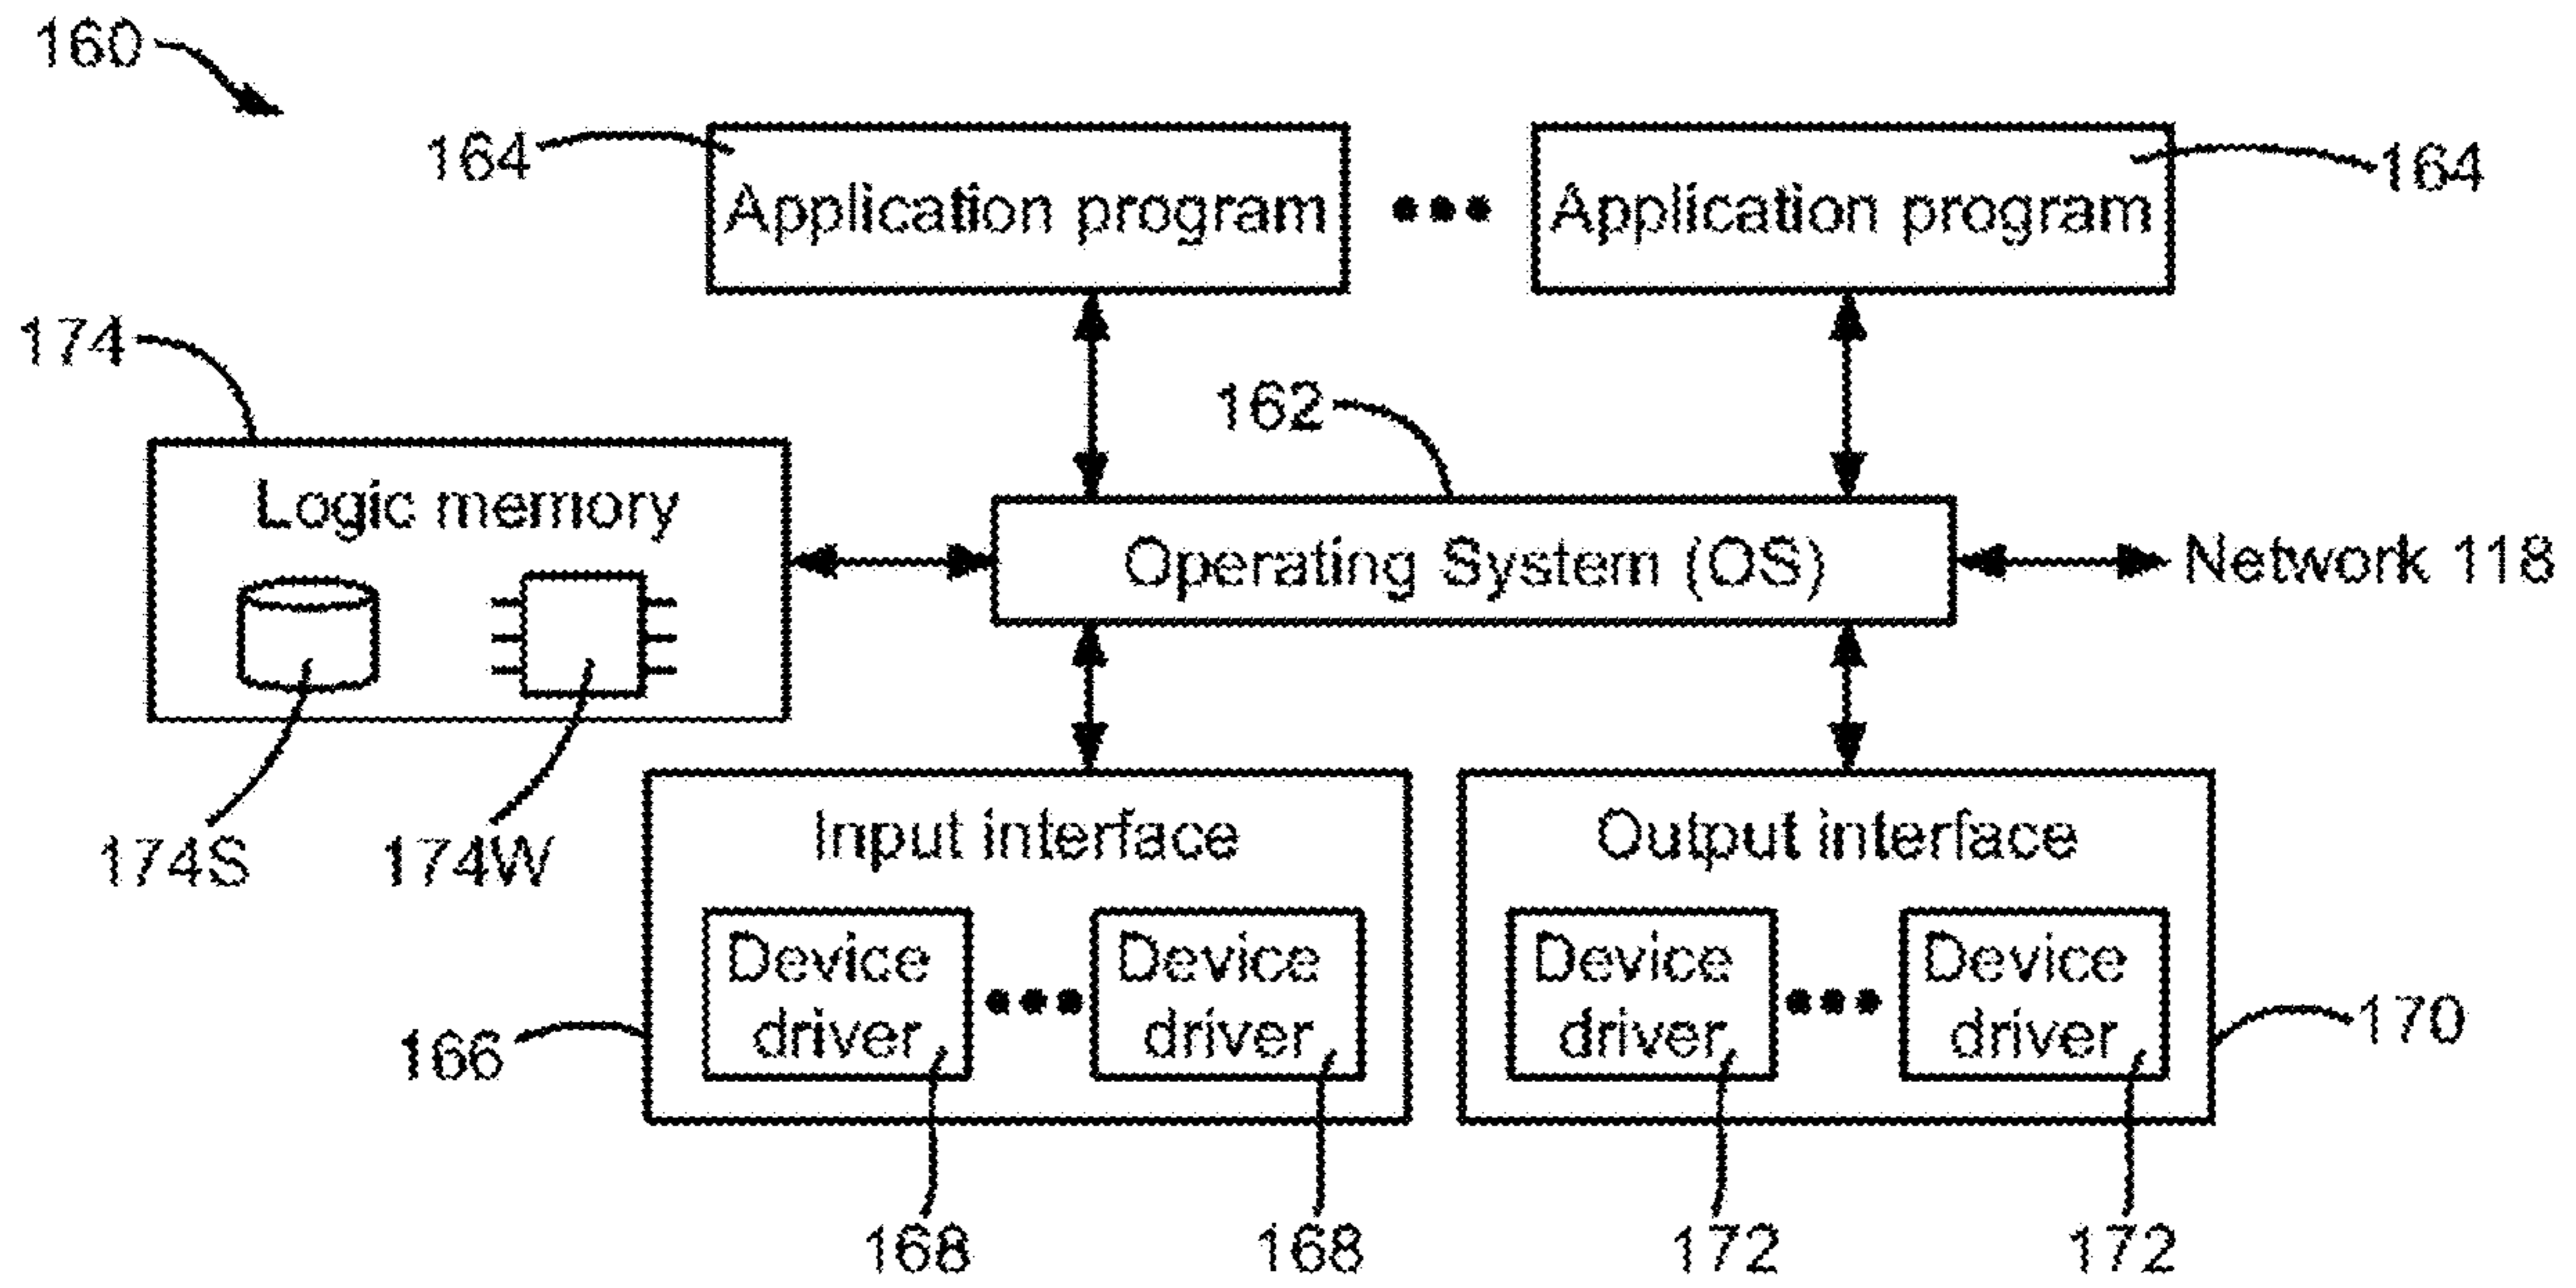 160
164
Application program
Application program
164
174
162
Logic memory
Operating System (OS)
Network 118
174S
174W
Input interface
Output interface
Device
driver
Device
driver
Device
driver
Device
driver
166
170
168
168
172
172